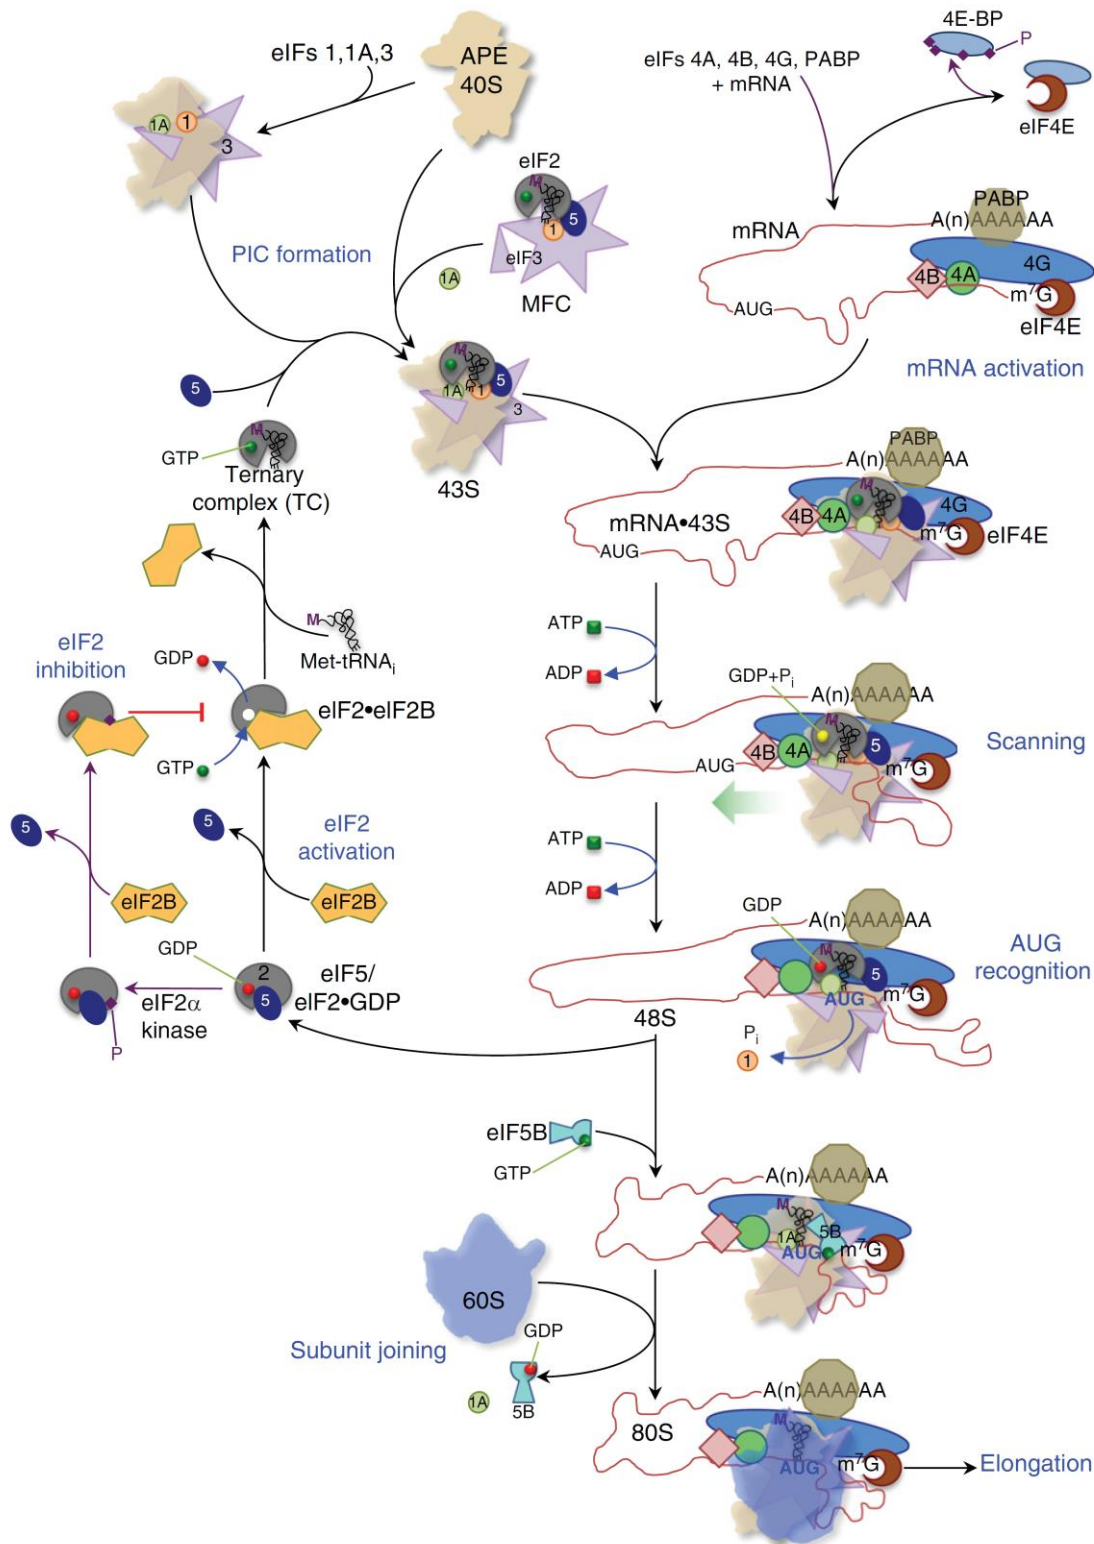 4E-BP
P
eIFs 1,1A,3
APE
40S
eIFs 4A, 4B, 4G, PABP
+ mRNA
eIF4E
1A
1
3
eIF2
M
5
1
eIF3
MFC
PIC formation
1A
mRNA
PABP
A(n)AAAAAA
4G
4B
4A
m⁷G
AUG
eIF4E
mRNA activation
5
M
5
1A
1
3
43S
GTP
M
Ternary
complex (TC)
PABP
A(n)AAAAAA
M
4G
4B
4A
m⁷G
eIF4E
mRNA•43S
AUG
M
Met-tRNAᵢ
eIF2
inhibition
GDP
eIF2•eIF2B
GTP
ATP
ADP
GDP+Pᵢ
A(n)AAAAAA
M
5
4B
4A
m⁷G
AUG
Scanning
5
5
eIF2
activation
eIF2B
eIF2B
ATP
ADP
GDP
A(n)AAAAAA
M
5
AUG
m⁷G
AUG
recognition
GDP
2
5
eIF5/
eIF2•GDP
eIF2α
kinase
P
48S
Pᵢ
1
eIF5B
GTP
A(n)AAAAAA
M
1A
5B
AUG
m⁷G
60S
Subunit joining
GDP
1A
5B
A(n)AAAAAA
M
80S
AUG
m⁷G
Elongation